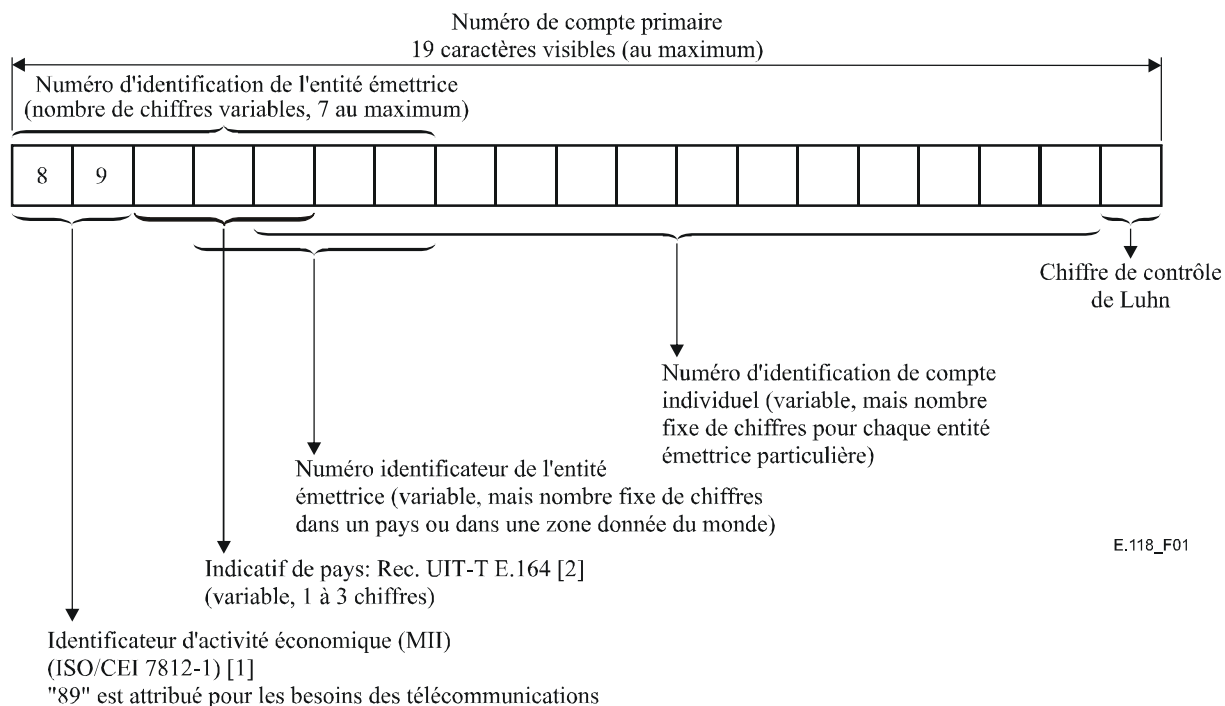 Numéro de compte primaire
19 caractères visibles (au maximum)
Numéro d'identification de l'entité émettrice
(nombre de chiffres variables, 7 au maximum)
8 9
Chiffre de contrôle
de Luhn
Numéro d'identification de compte
individuel (variable, mais nombre
fixe de chiffres pour chaque entité
émettrice particulière)
Numéro identificateur de l'entité
émettrice (variable, mais nombre fixe de chiffres
dans un pays ou dans une zone donnée du monde)
E.118_F01
Indicatif de pays: Rec. UIT-T E.164 [2]
(variable, 1 à 3 chiffres)
Identificateur d'activité économique (MII)
(ISO/CEI 7812-1) [1]
"89" est attribué pour les besoins des télécommunications